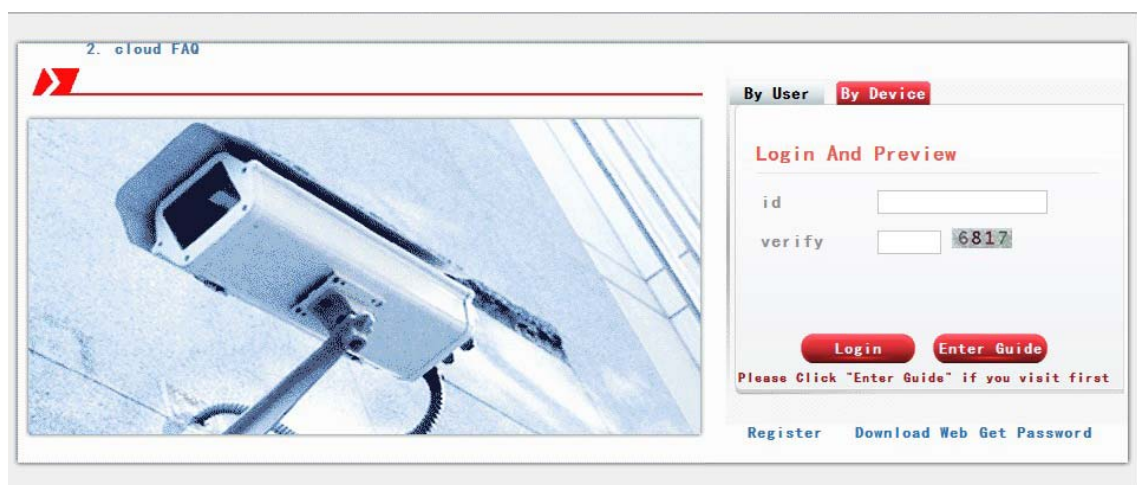 2. cloud FAQ
By User By Device
Login And Preview
id
verify 6817
Login Enter Guide
Please Click "Enter Guide" if you visit first
Register Download Web Get Password